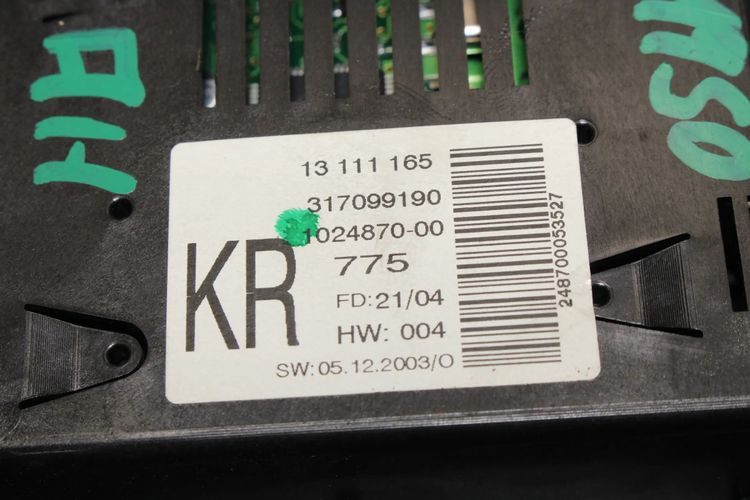 13 111 165
317099190
1024870-00
KR
775
FD: 21/04
HW: 004
SW: 05.12.2003/O
248700053527